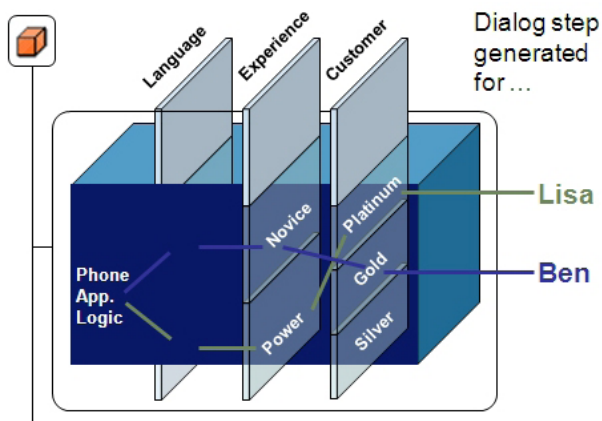 Language
Experience
Customer
Dialog step
generated
for ...
Novice
Platinum
Lisa
Gold
Ben
Phone
App.
Logic
Power
Silver